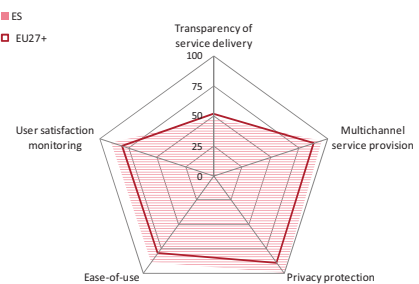 ES
EU27+
Transparency of
service delivery
100
75
50
25
0
User satisfaction
monitoring
Multichannel
service provision
Ease-of-use
Privacy protection